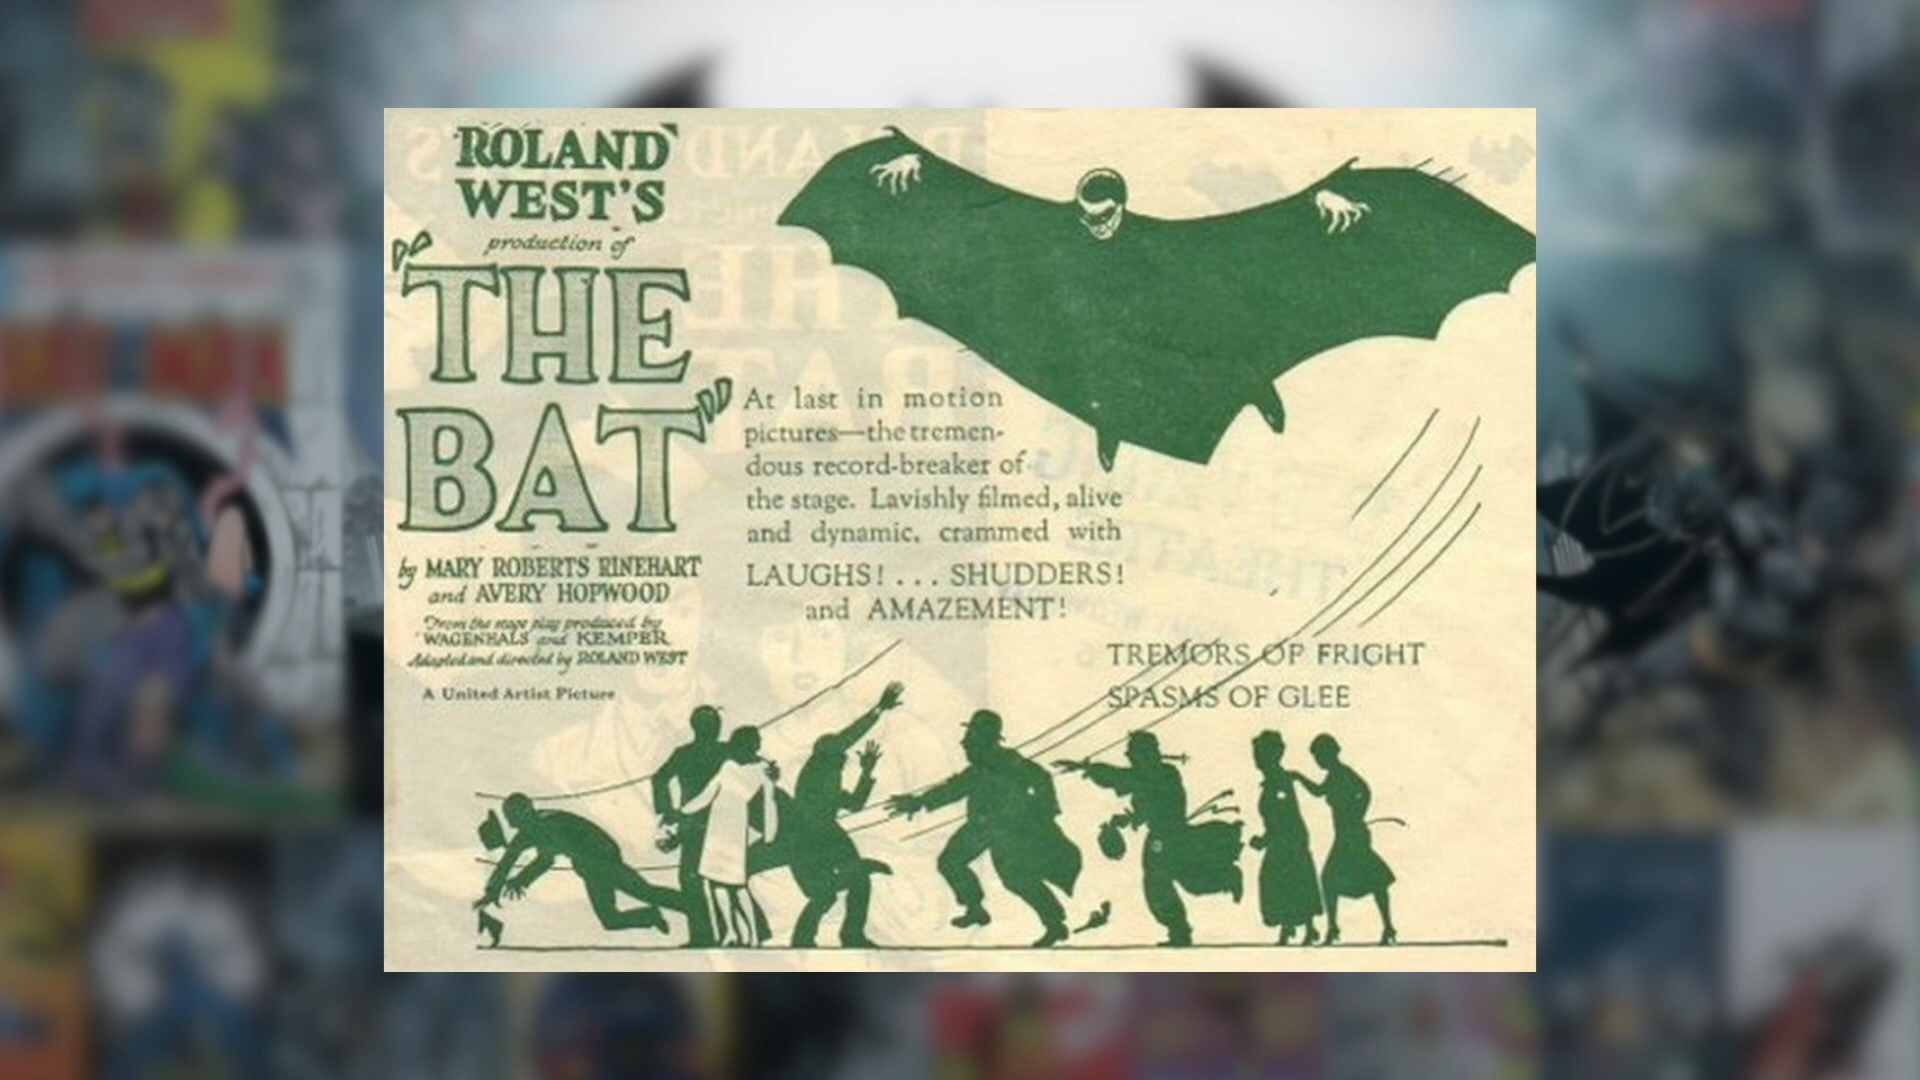 ROLAND
WEST'S
production of
"THE
BAT"
by MARY ROBERTS RINEHART
and AVERY HOPWOOD
From the stage play produced by
WAGENHALS and KEMPER
Adapted and directed by ROLAND WEST
A United Artist Picture
At last in motion
pictures—the tremen-
dous record-breaker of
the stage. Lavishly filmed, alive
and dynamic, crammed with
LAUGHS! . . . SHUDDERS!
and AMAZEMENT!
TREMORS OF FRIGHT
SPASMS OF GLEE